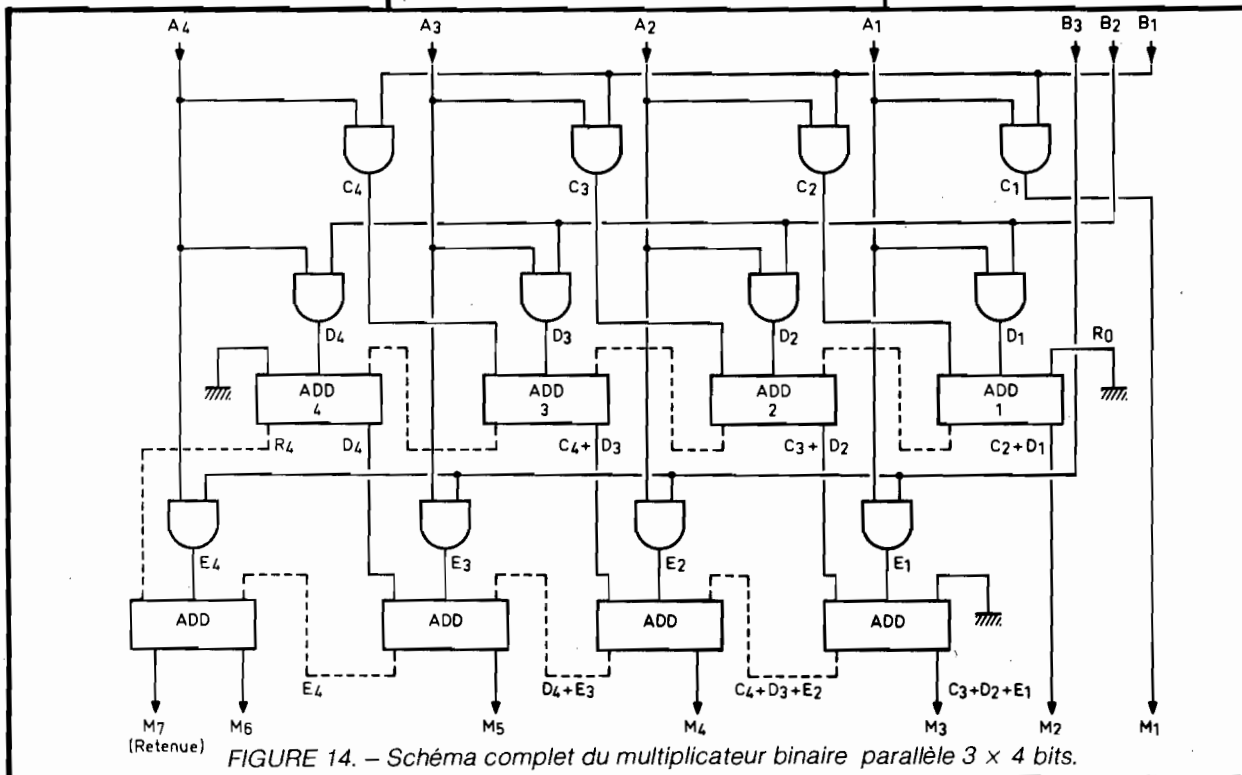 A4 A3 A2 A1 B3 B2 B1
C4 C3 C2 C1
D4 D3 D2 D1 R0
ADD 4 ADD 3 ADD 2 ADD 1
R4 D4 C4+ D3 C3+ D2 C2+D1
E4 E3 E2 E1
ADD ADD ADD ADD
E4 D4+E3 C4+D3+E2 C3+D2+E1
M7 M6 M5 M4 M3 M2 M1
(Retenue)
FIGURE 14. – Schéma complet du multiplicateur binaire parallèle 3 × 4 bits.